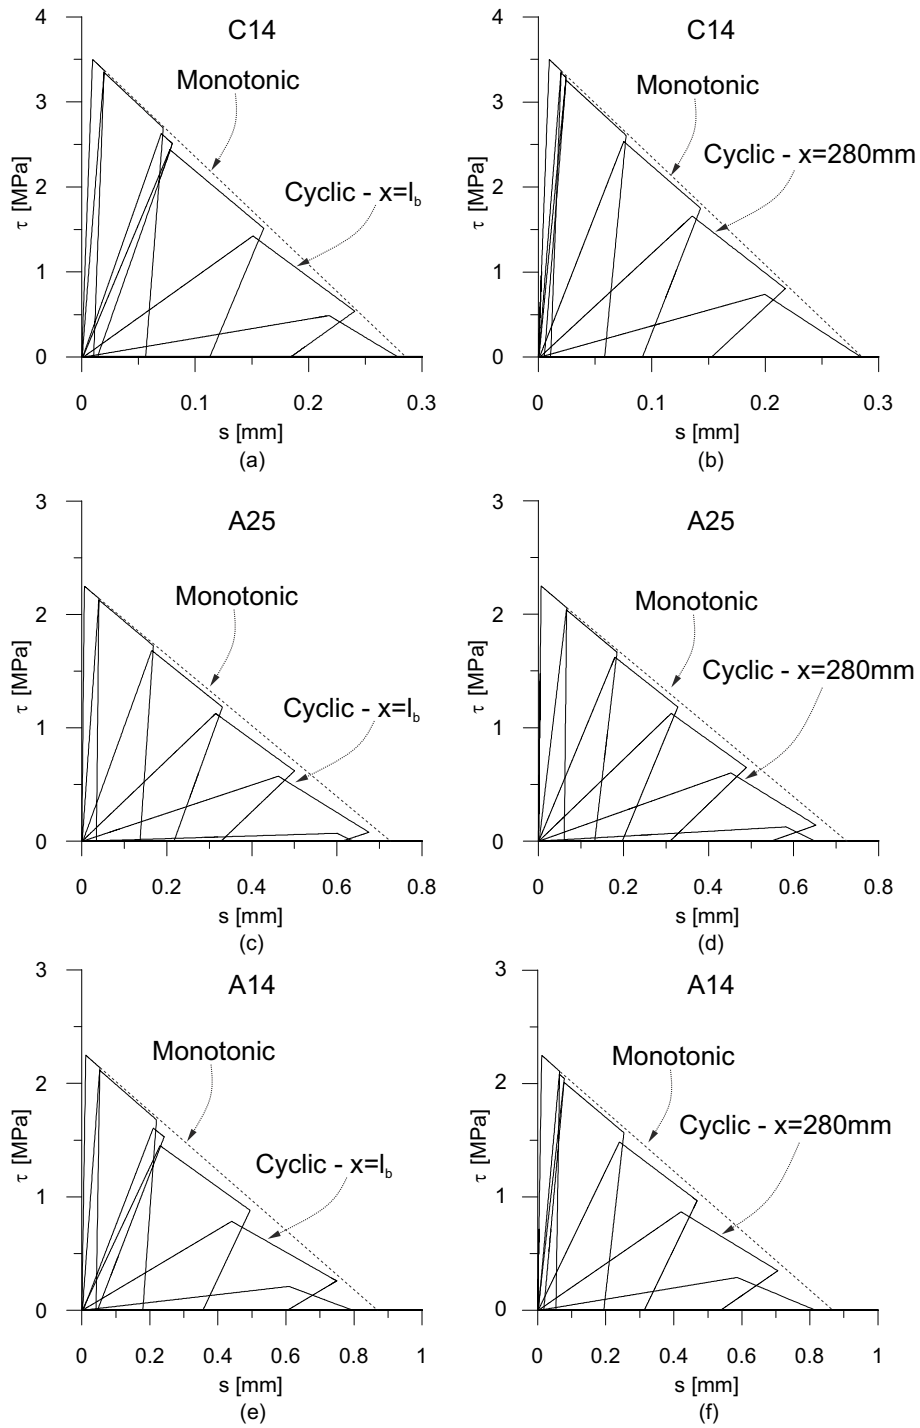 C14
4
3
2
1
0
τ [MPa]
Monotonic
Cyclic - x=l_b
0 0.1 0.2 0.3
s [mm]
(a)
C14
4
3
2
1
0
τ [MPa]
Monotonic
Cyclic - x=280mm
0 0.1 0.2 0.3
s [mm]
(b)
A25
3
2
1
0
τ [MPa]
Monotonic
Cyclic - x=l_b
0 0.2 0.4 0.6 0.8
s [mm]
(c)
A25
3
2
1
0
τ [MPa]
Monotonic
Cyclic - x=280mm
0 0.2 0.4 0.6 0.8
s [mm]
(d)
A14
3
2
1
0
τ [MPa]
Monotonic
Cyclic - x=l_b
0 0.2 0.4 0.6 0.8 1
s [mm]
(e)
A14
3
2
1
0
τ [MPa]
Monotonic
Cyclic - x=280mm
0 0.2 0.4 0.6 0.8 1
s [mm]
(f)